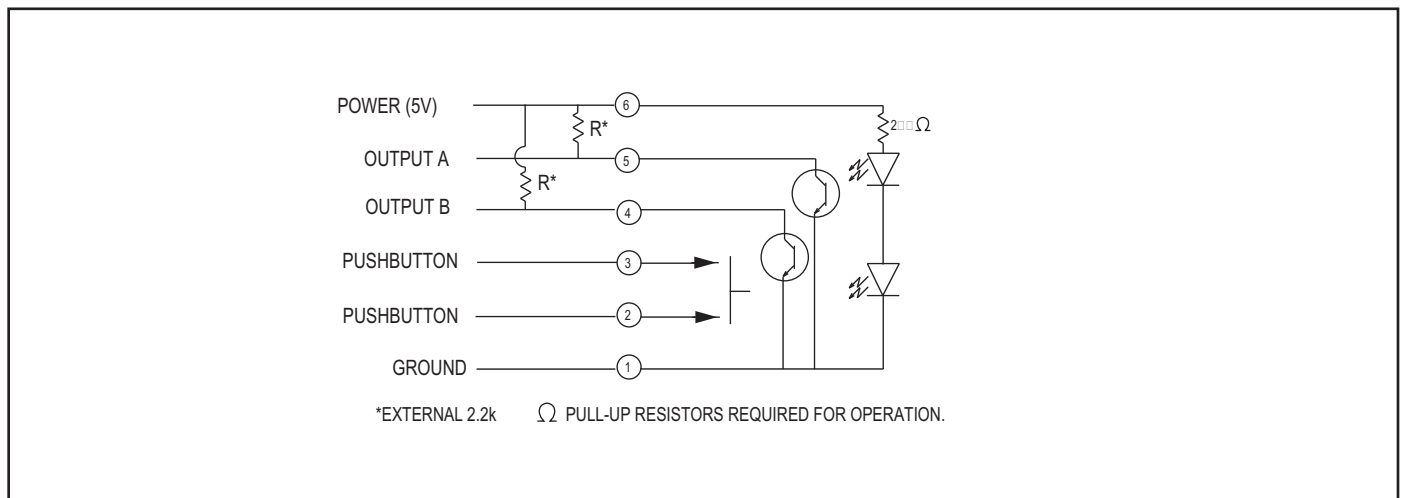 POWER (5V)
6
Ω
R*
OUTPUT A
5
R*
OUTPUT B
4
PUSHBUTTON
3
PUSHBUTTON
2
GROUND
1
*EXTERNAL 2.2k Ω PULL-UP RESISTORS REQUIRED FOR OPERATION.